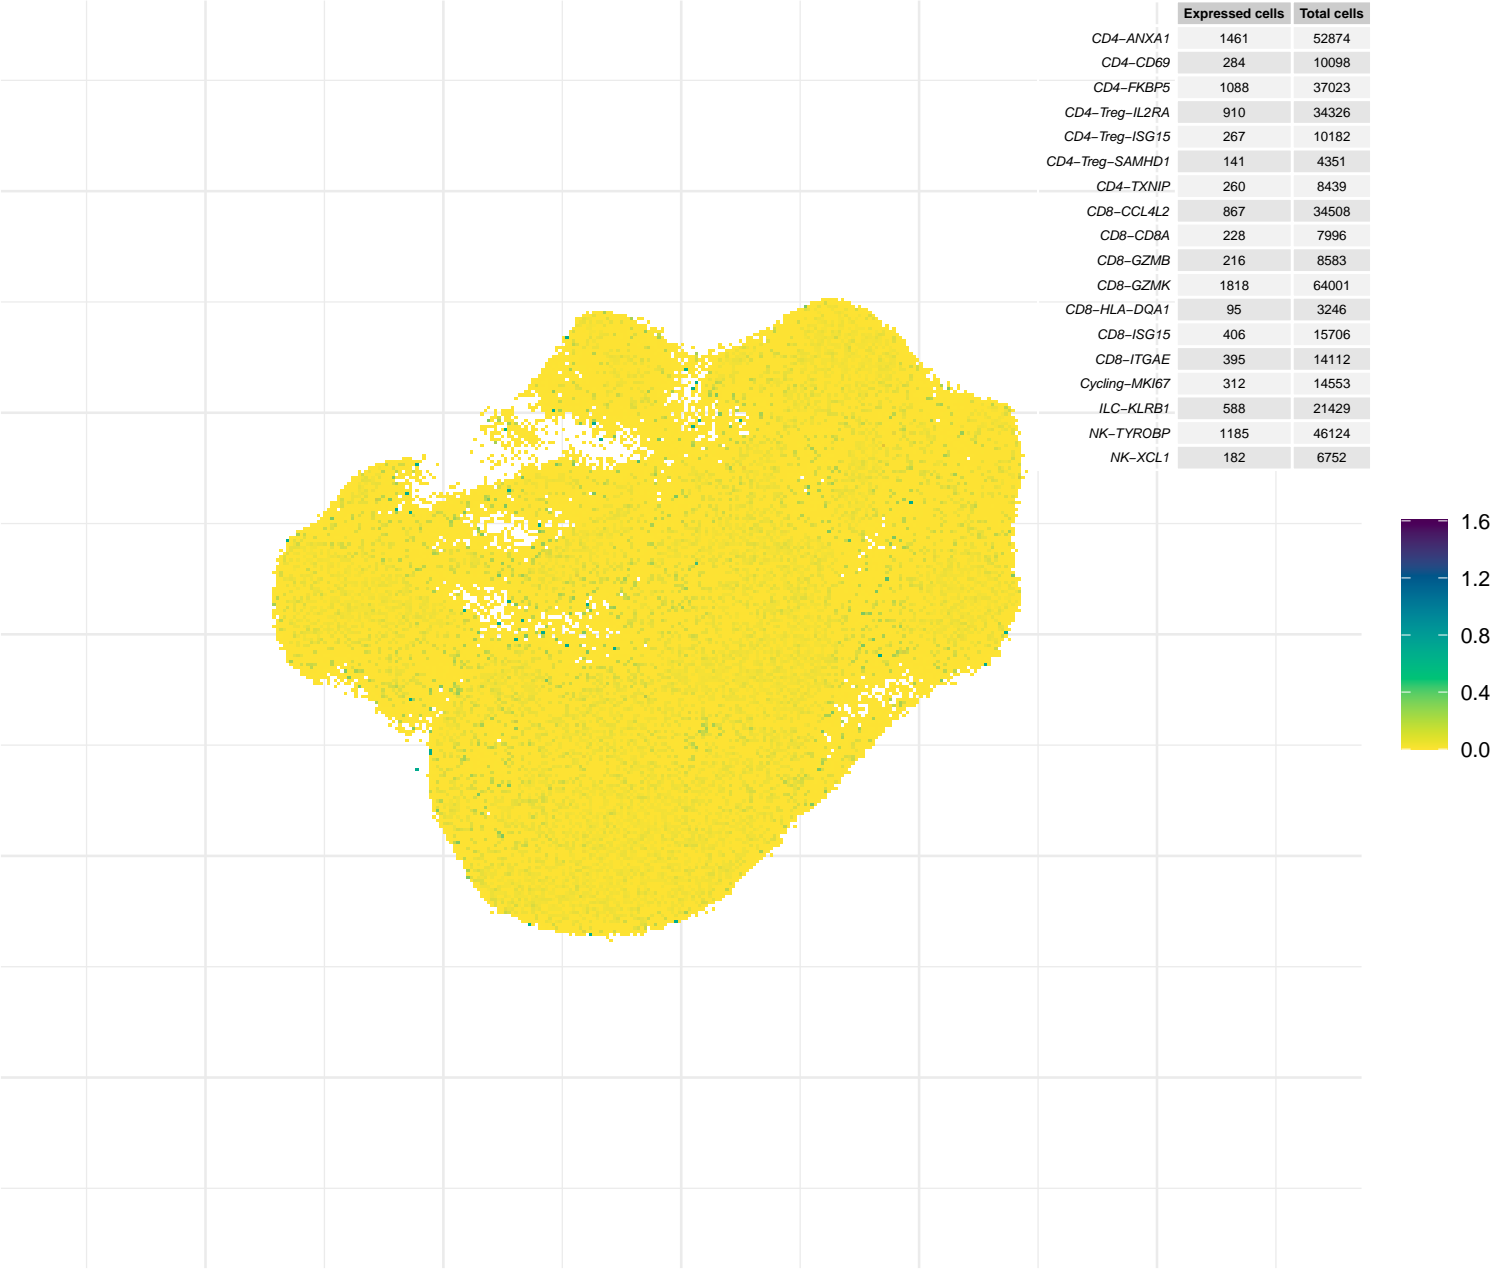 Expressed cells Total cells
CD4−ANXA1 1461 52874
CD4−CD69 284 10098
CD4−FKBP5 1088 37023
CD4−Treg−IL2RA 910 34326
CD4−Treg−ISG15 267 10182
CD4−Treg−SAMHD1 141 4351
CD4−TXNIP 260 8439
CD8−CCL4L2 867 34508
CD8−CD8A 228 7996
CD8−GZMB 216 8583
CD8−GZMK 1818 64001
CD8−HLA−DQA1 95 3246
CD8−ISG15 406 15706
CD8−ITGAE 395 14112
Cycling−MKI67 312 14553
ILC−KLRB1 588 21429
NK−TYROBP 1185 46124
NK−XCL1 182 6752
1.6
1.2
0.8
0.4
0.0